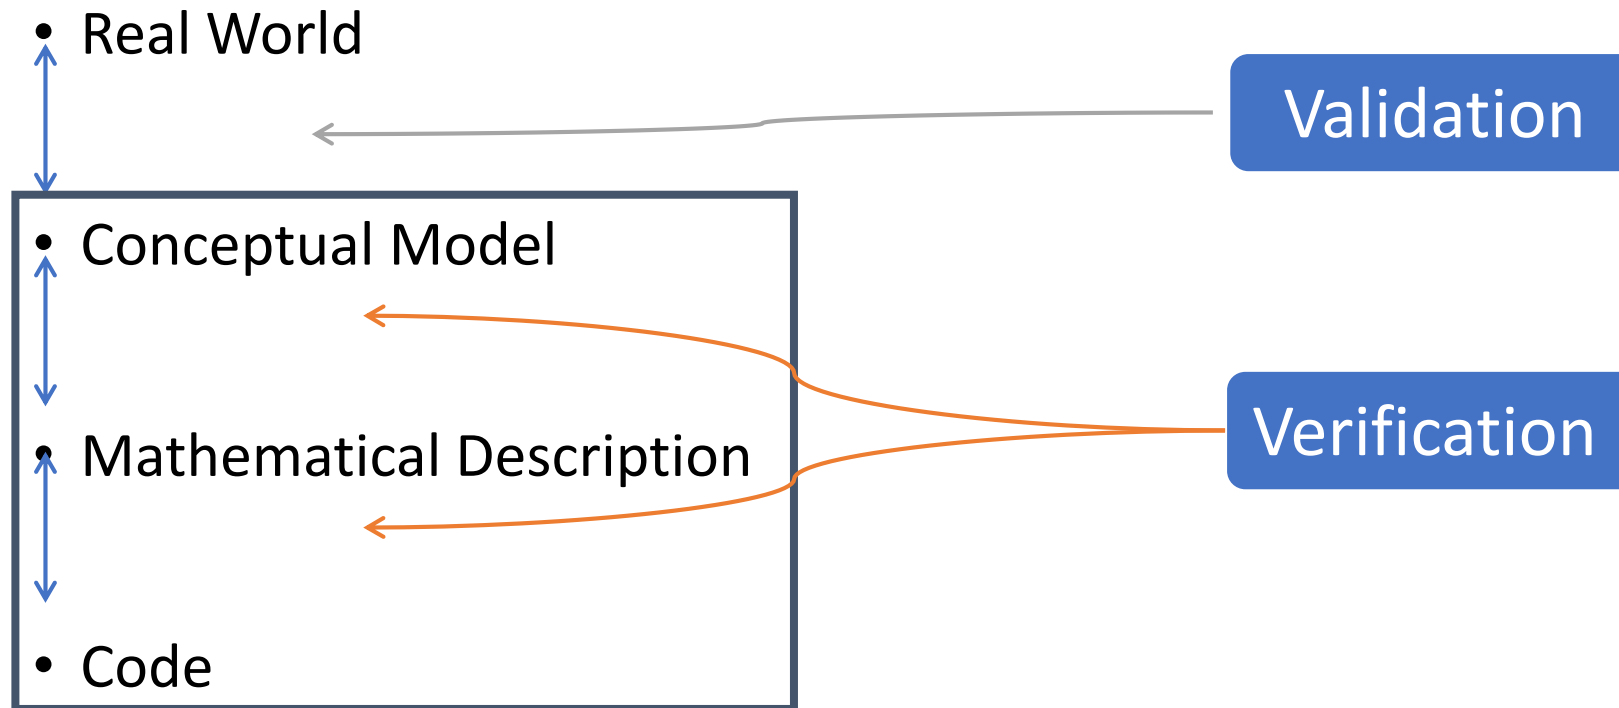 • Real World
Validation
• Conceptual Model
Verification
• Mathematical Description
• Code